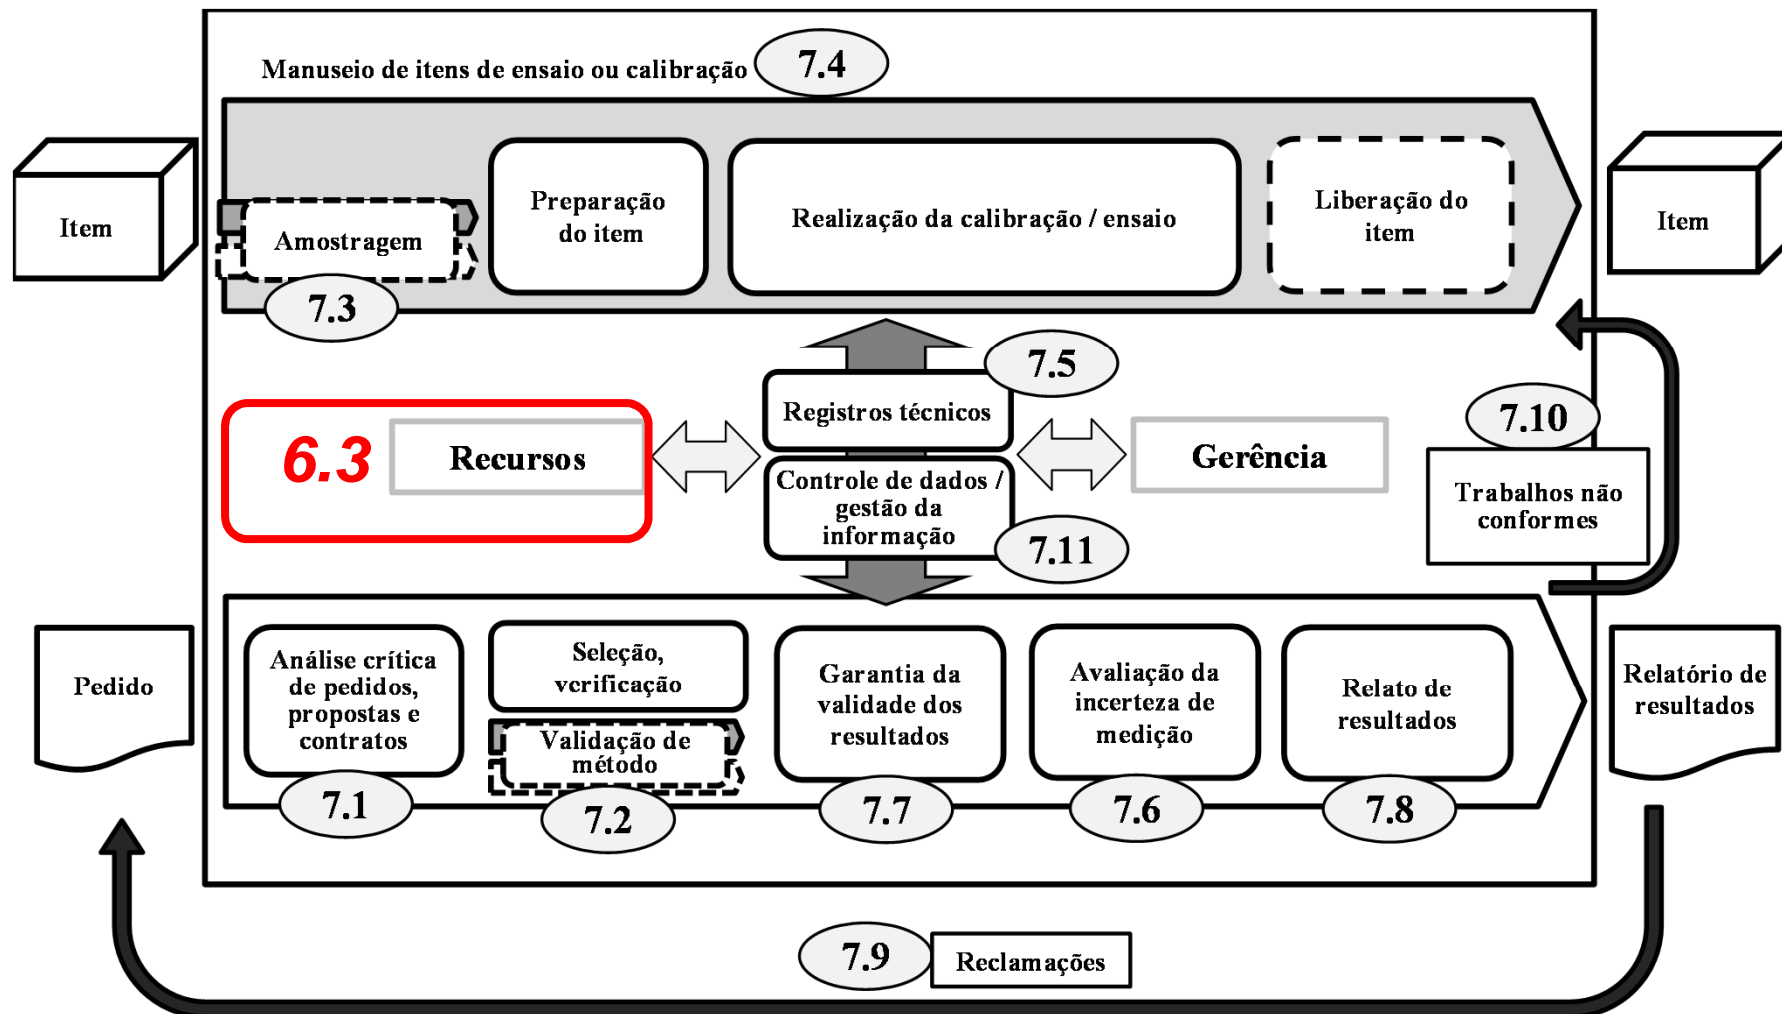 Manuseio de itens de ensaio ou calibração
7.4
Item
Amostragem
7.3
Preparação
do item
Realização da calibração / ensaio
Liberação do
item
Item
7.5
Registros técnicos
6.3
Recursos
Gerência
Controle de dados /
gestão da
informação
7.11
7.10
Trabalhos não
conformes
Pedido
Análise crítica
de pedidos,
propostas e
contratos
7.1
Seleção,
verificação
Validação de
método
7.2
Garantia da
validade dos
resultados
7.7
Avaliação da
incerteza de
medição
7.6
Relato de
resultados
7.8
Relatório de
resultados
7.9
Reclamações